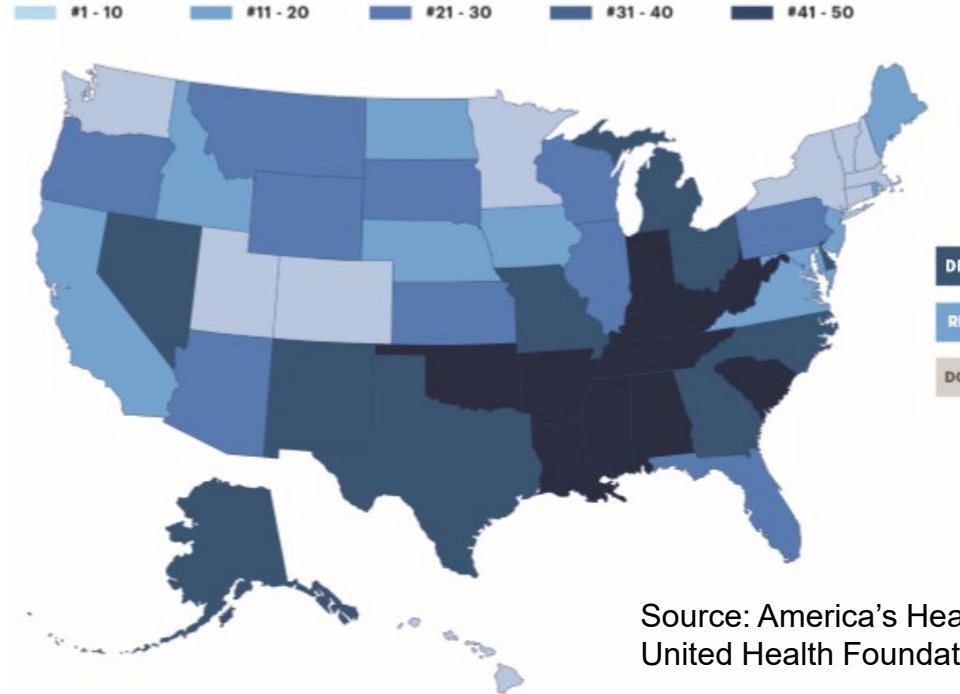 #1 - 10 #11 - 20 #21 - 30 #31 - 40 #41 - 50
Source: America’s Hea
United Health Foundat